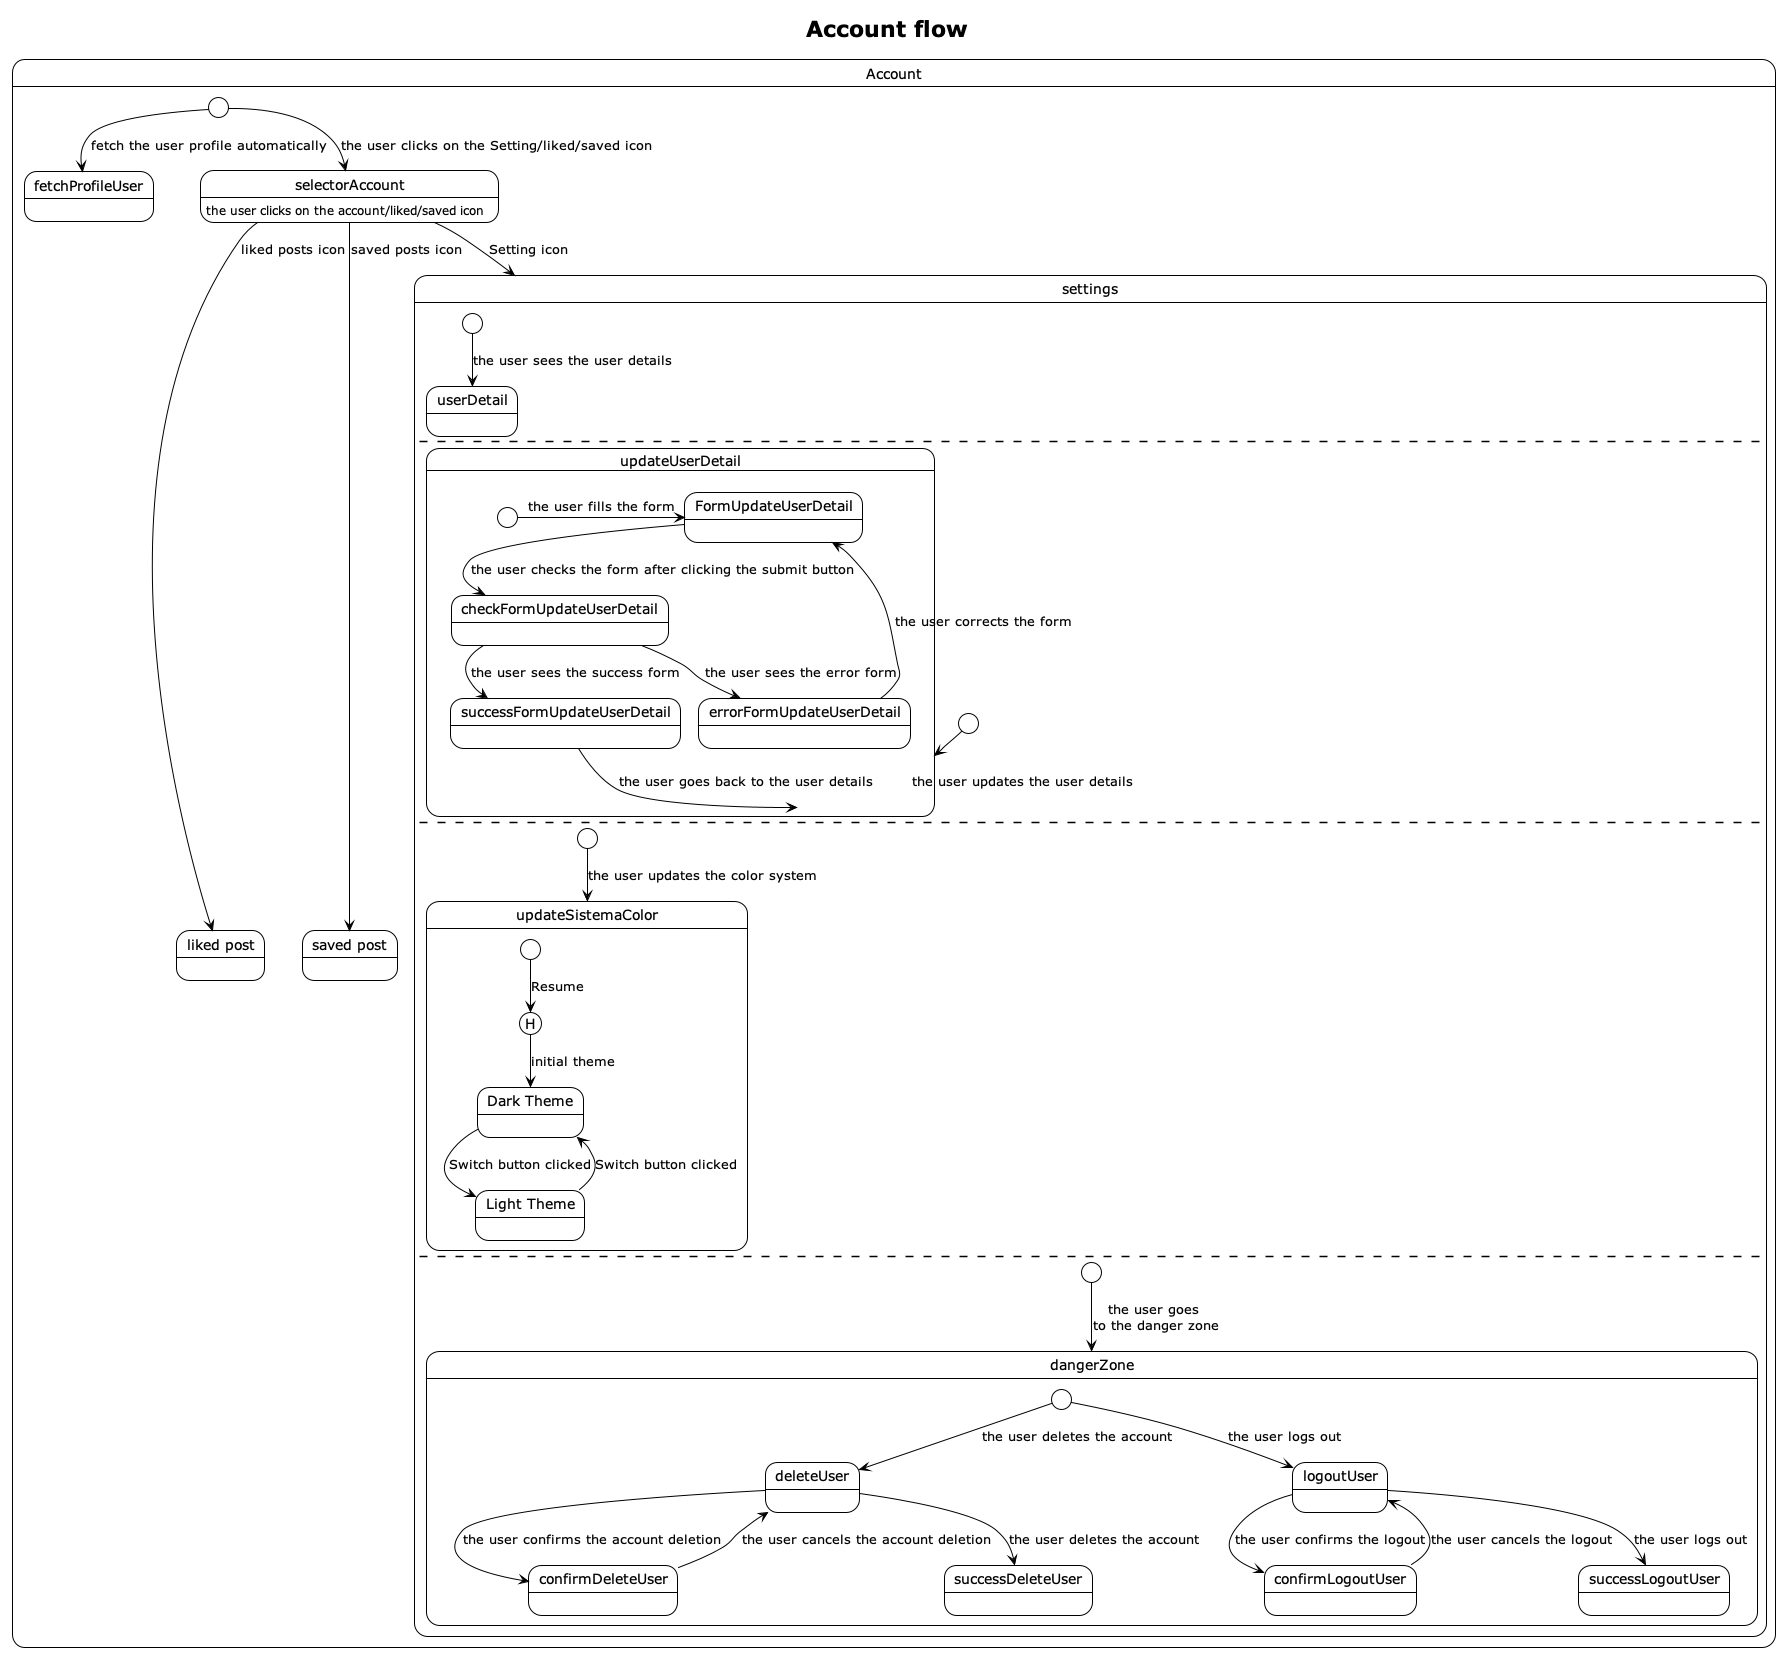 Account flow
Account
fetch the user profile automatically
the user clicks on the Setting/liked/saved icon
fetchProfileUser
selectorAccount
the user clicks on the account/liked/saved icon
liked posts icon
saved posts icon
Setting icon
settings
the user sees the user details
userDetail
updateUserDetail
the user fills the form
FormUpdateUserDetail
the user checks the form after clicking the submit button
checkFormUpdateUserDetail
the user corrects the form
the user sees the success form
the user sees the error form
successFormUpdateUserDetail
errorFormUpdateUserDetail
the user goes back to the user details
the user updates the user details
the user updates the color system
updateSistemaColor
liked post
saved post
Resume
H
initial theme
Dark Theme
Switch button clicked
Switch button clicked
Light Theme
the user goes
to the danger zone
dangerZone
the user deletes the account
the user logs out
deleteUser
logoutUser
the user confirms the account deletion
the user cancels the account deletion
the user deletes the account
the user confirms the logout
the user cancels the logout
the user logs out
confirmDeleteUser
successDeleteUser
confirmLogoutUser
successLogoutUser